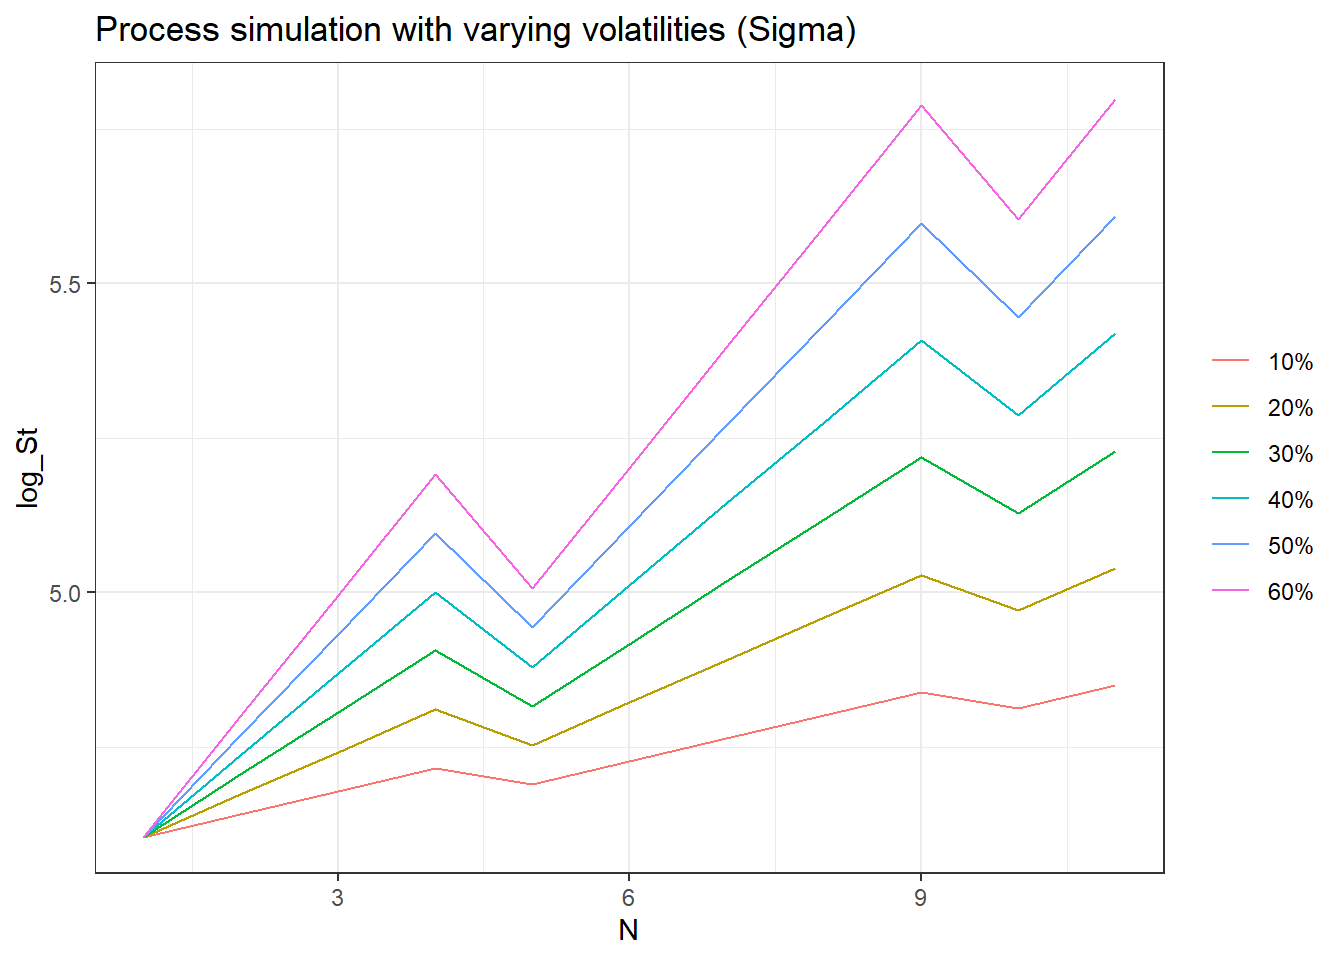 Process simulation with varying volatilities (Sigma)
5.5
5.0
log_St
3 6 9
N
10%
20%
30%
40%
50%
60%